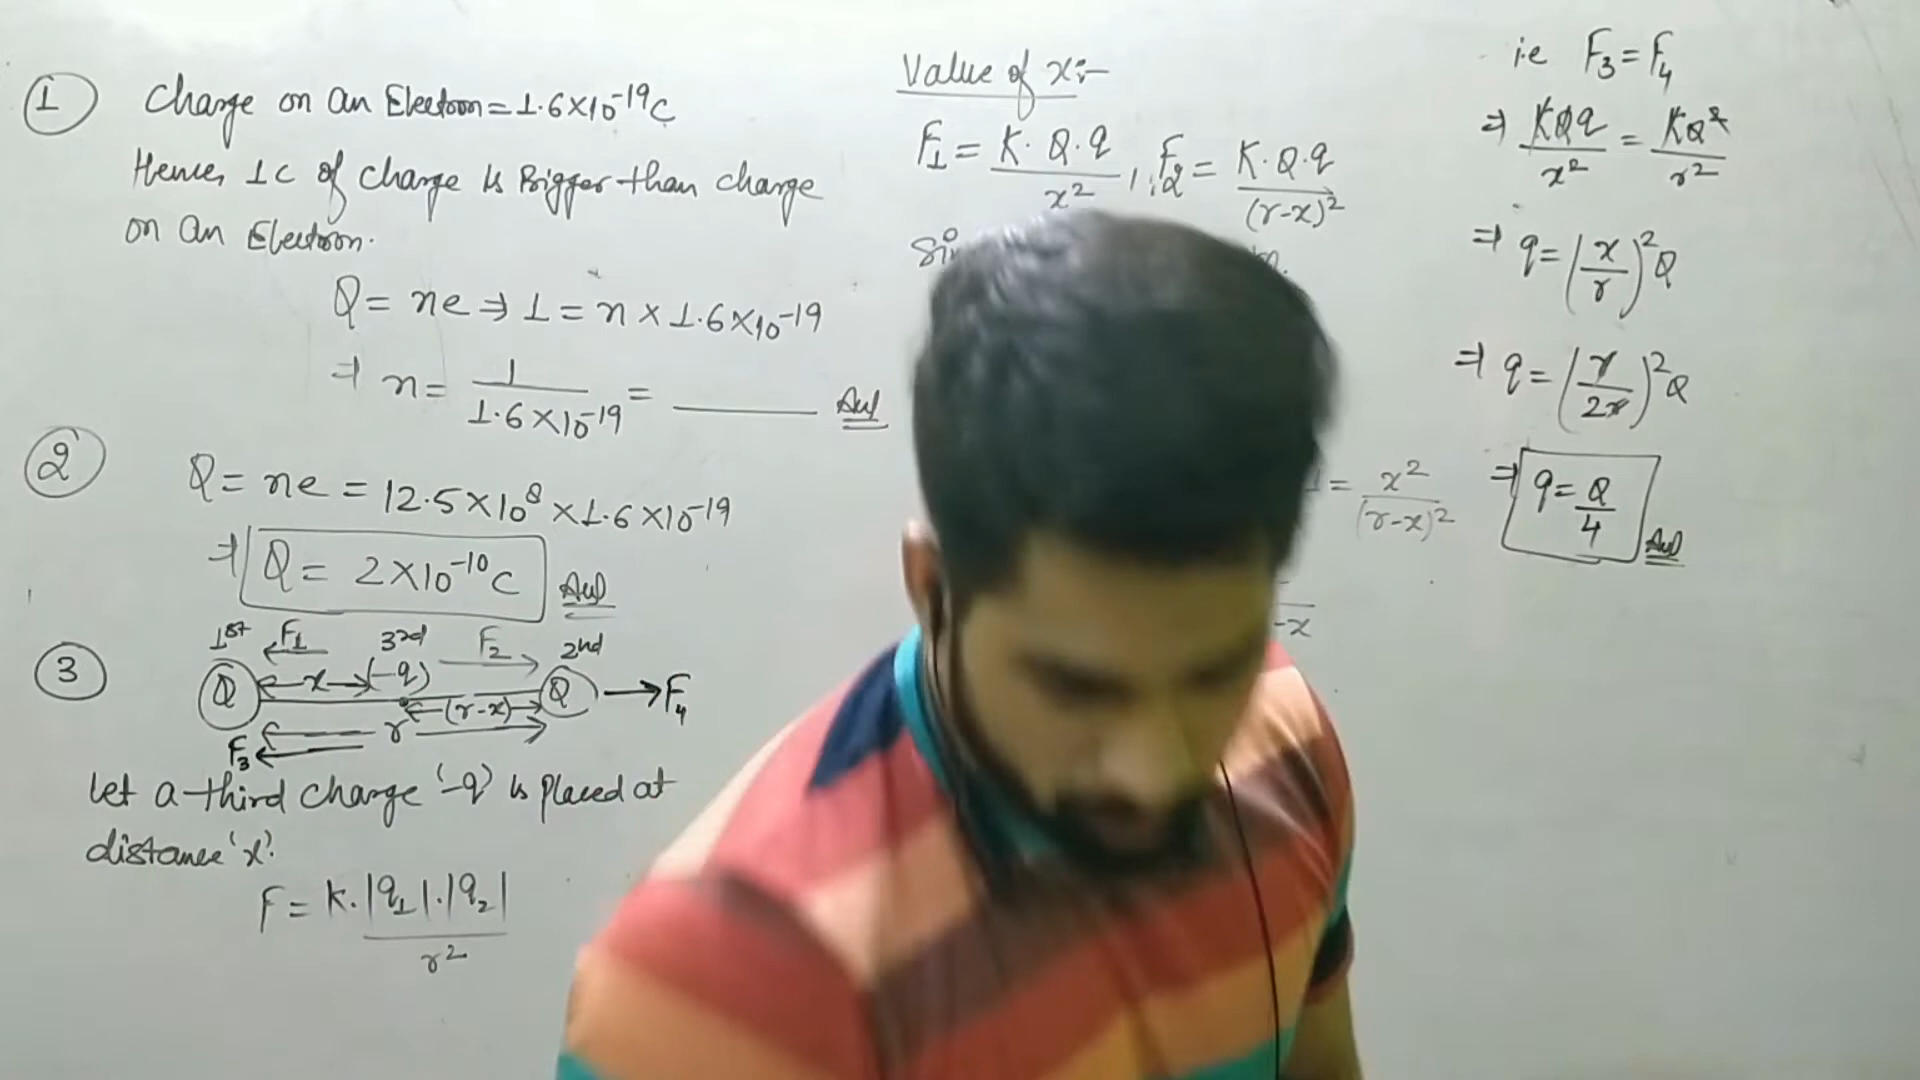 ① Charge on an Electron = 1.6×10⁻¹⁹C
Hence, 1C of charge is Bigger than charge
on an Electron.
Q = ne ⇒ 1 = n × 1.6×10⁻¹⁹
⇒ n = 1/(1.6×10⁻¹⁹) = ______ Ans
② Q = ne = 12.5×10⁸ × 1.6×10⁻¹⁹
⇒ Q = 2×10⁻¹⁰ C Ans
③ 1st F₁ 3rd F₂ 2nd
Q x (-q) (r-x) Q → F₄
r
F₃
Let a third charge '-q' is placed at
distance 'x'.
F = K.|q₁|.|q₂|/r²
Value of x:-
F₁ = K. Q. q/x² , F₂ = K. Q. q/(r-x)²
1 = x²/(r-x)²
-x
i.e F₃ = F₄
⇒ KQq/x² = KQ²/r²
⇒ q = (x/r)² Q
⇒ q = (r/2r)² Q
⇒ q = Q/4 Ans